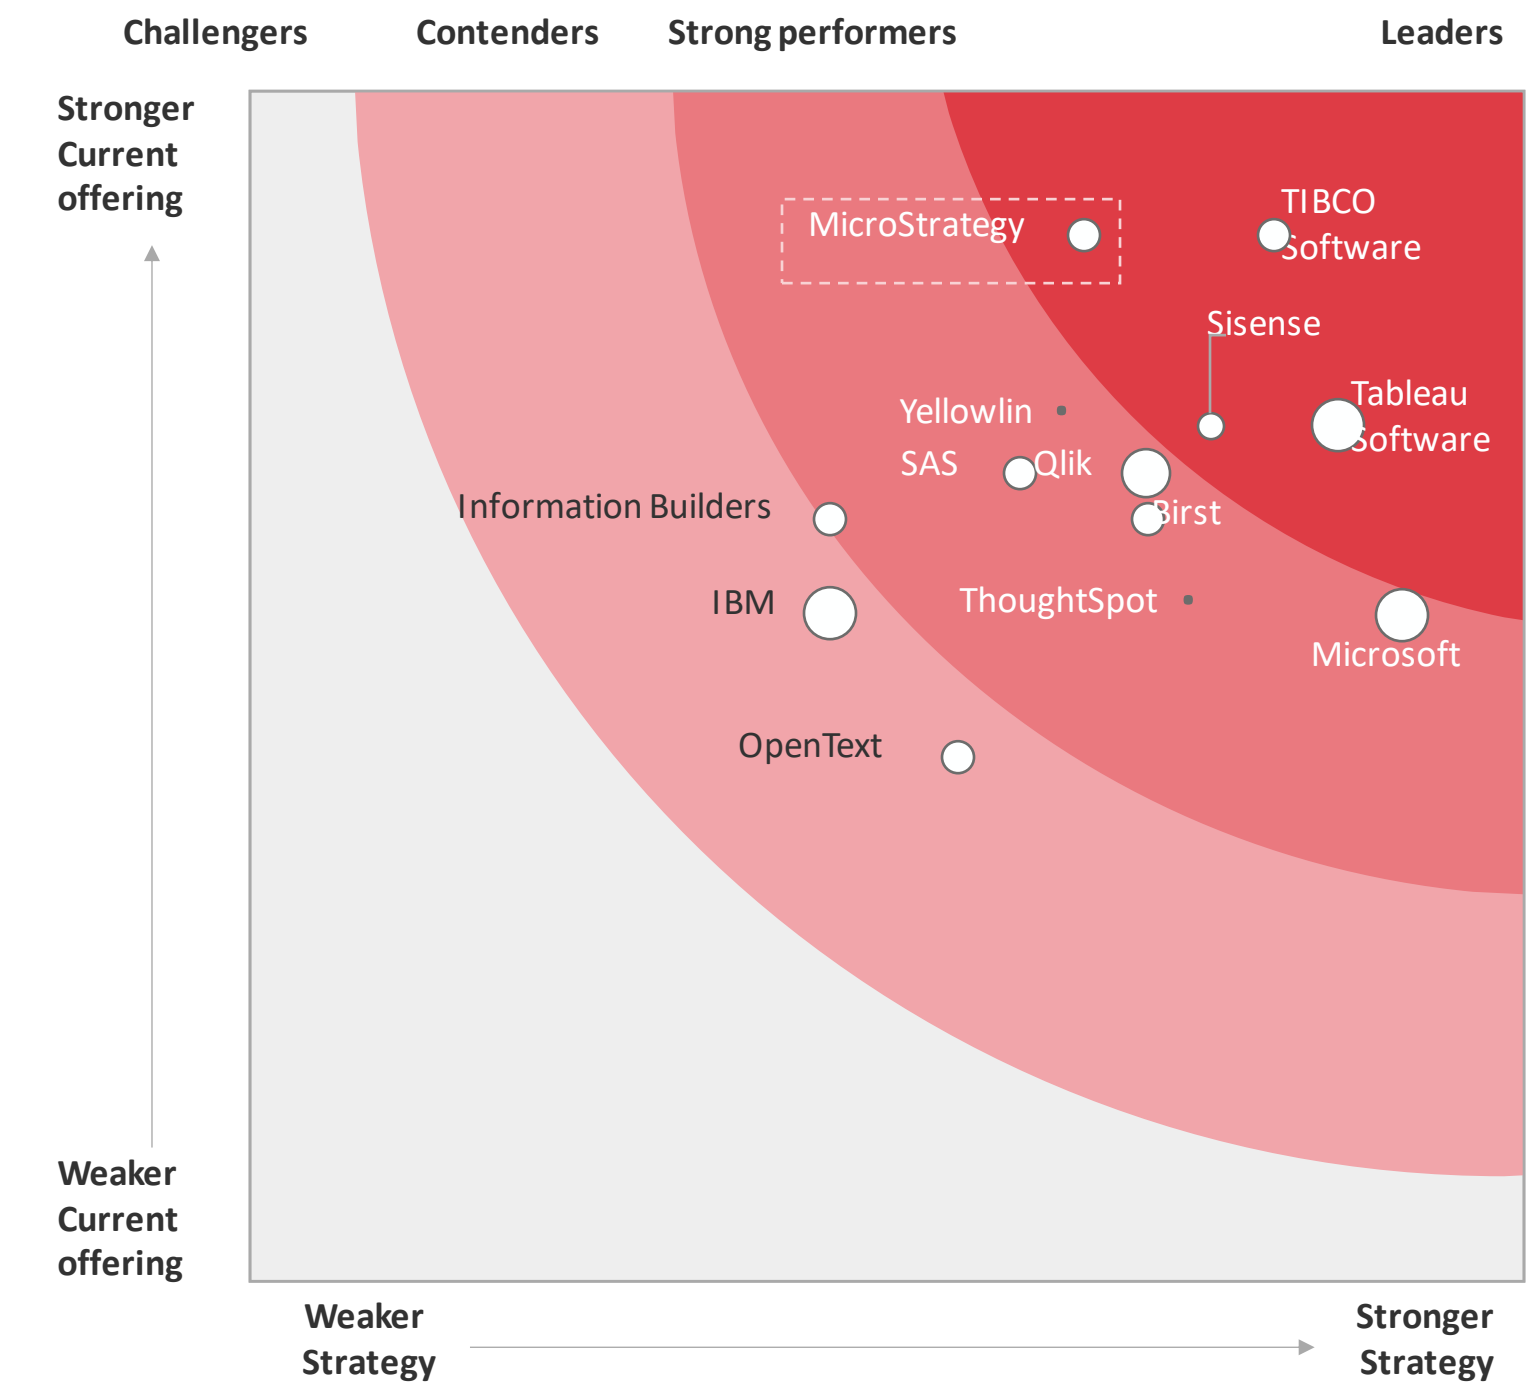 Challengers
Contenders
Strong performers
Leaders
Stronger
Current
offering
MicroStrategy
TIBCO
Software
Sisense
Tableau
Software
Yellowlin
SAS
Qlik
Information Builders
Birst
IBM
ThoughtSpot
Microsoft
OpenText
Weaker
Current
offering
Weaker
Strategy
Stronger
Strategy